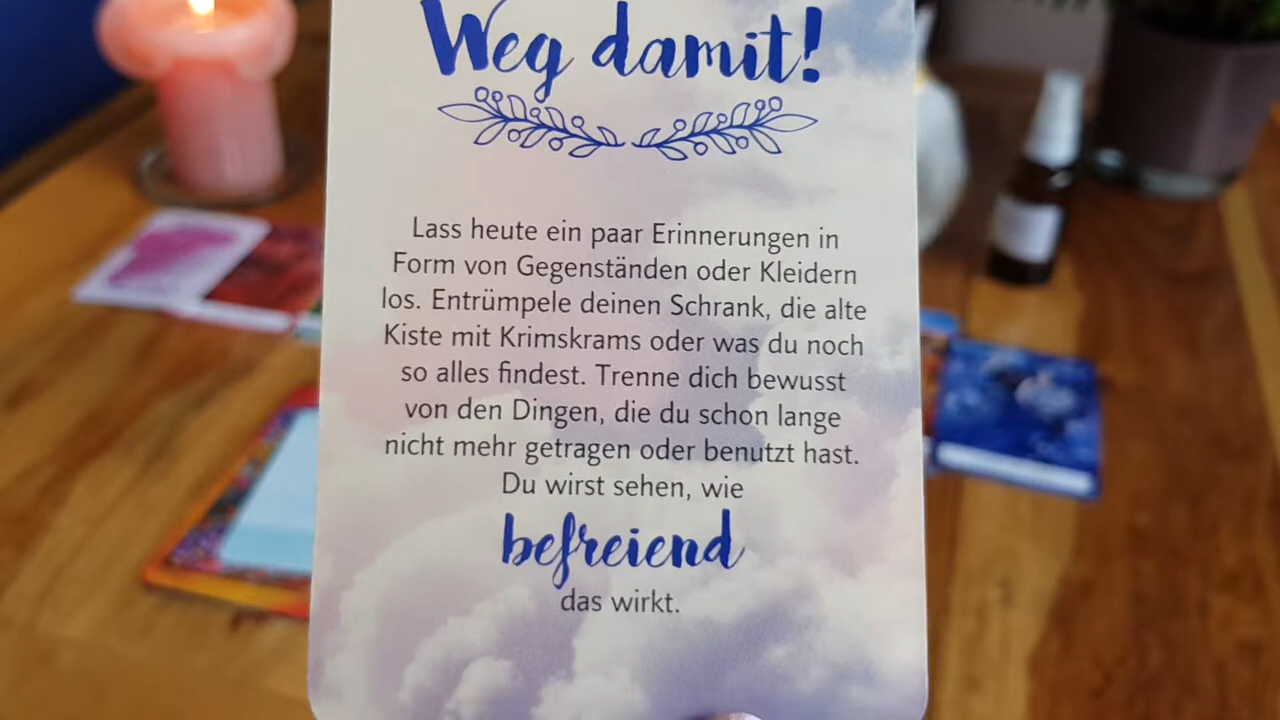 Weg damit!
Lass heute ein paar Erinnerungen in
Form von Gegenständen oder Kleidern
los. Entrümpele deinen Schrank, die alte
Kiste mit Krimskrams oder was du noch
so alles findest. Trenne dich bewusst
von den Dingen, die du schon lange
nicht mehr getragen oder benutzt hast.
Du wirst sehen, wie
befreiend
das wirkt.